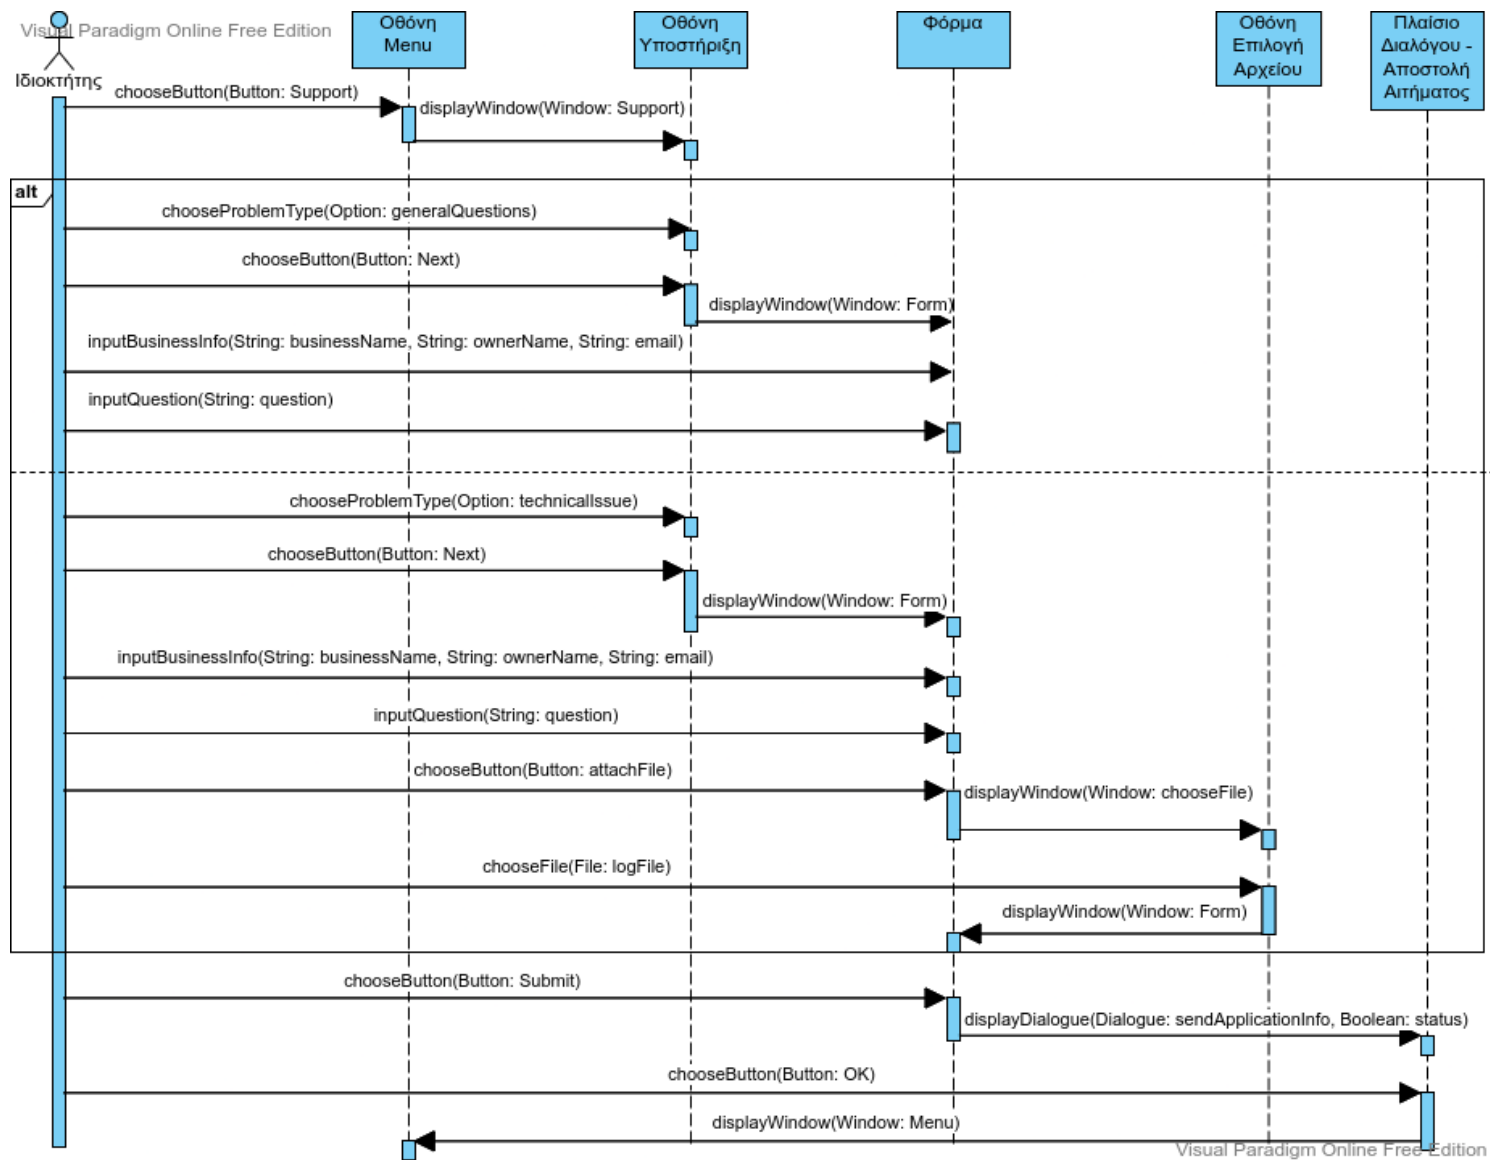 Visual Paradigm Online Free Edition
Ιδιοκτήτης
Οθόνη
Menu
Οθόνη
Υποστήριξη
Φόρμα
Οθόνη
Επιλογή
Αρχείου
Πλαίσιο
Διαλόγου -
Αποστολή
Αιτήματος
chooseButton(Button: Support)
displayWindow(Window: Support)
alt
chooseProblemType(Option: generalQuestions)
chooseButton(Button: Next)
displayWindow(Window: Form)
inputBusinessInfo(String: businessName, String: ownerName, String: email)
inputQuestion(String: question)
chooseProblemType(Option: technicalIssue)
chooseButton(Button: Next)
displayWindow(Window: Form)
inputBusinessInfo(String: businessName, String: ownerName, String: email)
inputQuestion(String: question)
chooseButton(Button: attachFile)
displayWindow(Window: chooseFile)
chooseFile(File: logFile)
displayWindow(Window: Form)
chooseButton(Button: Submit)
displayDialogue(Dialogue: sendApplicationInfo, Boolean: status)
chooseButton(Button: OK)
displayWindow(Window: Menu)
Visual Paradigm Online Free Edition